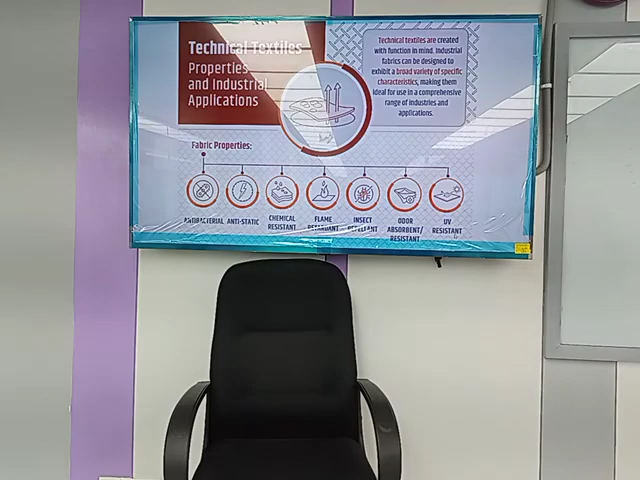 Technical Textiles
Properties
and Industrial
Applications
Technical textiles are created
with function in mind. Industrial
fabrics can be designed to
exhibit a broad variety of specific
characteristics, making them
ideal for use in a comprehensive
range of industries and
applications.
Fabric Properties:
ANTIBACTERIAL
ANTI-STATIC
CHEMICAL
RESISTANT
FLAME
RETARDANT
INSECT
REPELLENT
ODOR
ABSORBENT/
RESISTANT
UV
RESISTANT